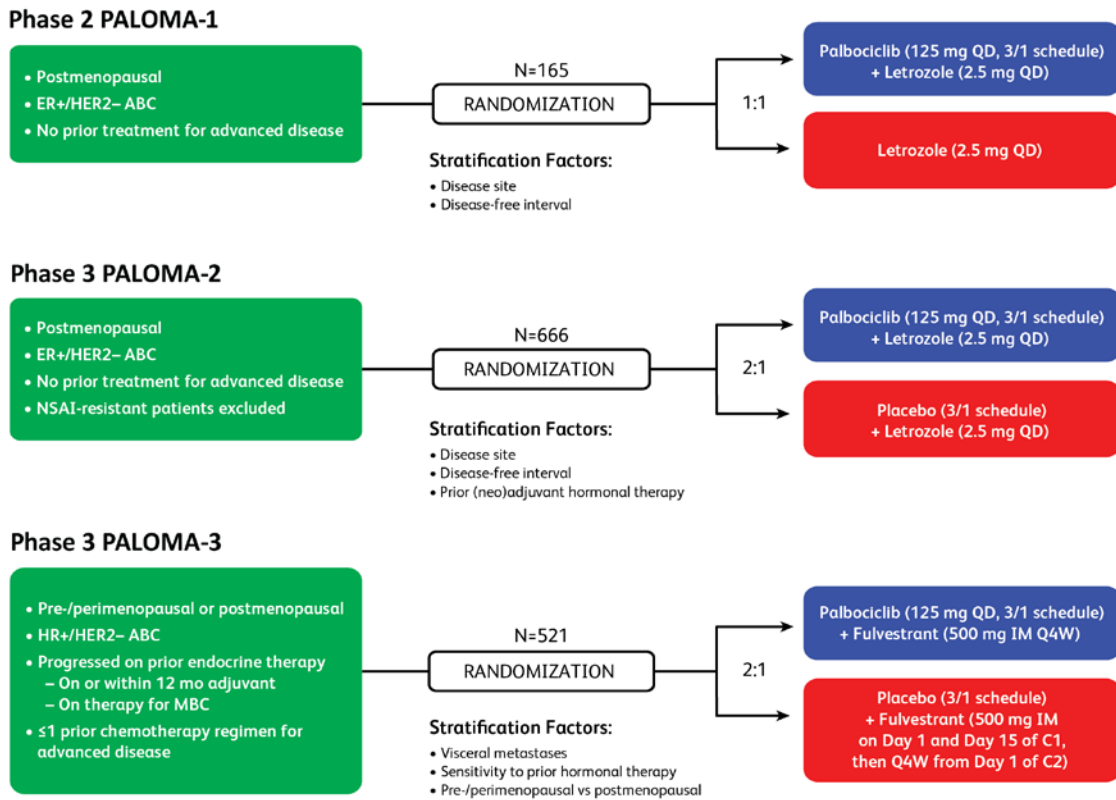 Phase 2 PALOMA-1
• Postmenopausal
• ER+/HER2– ABC
• No prior treatment for advanced disease
N=165
RANDOMIZATION
Stratification Factors:
• Disease site
• Disease-free interval
1:1
Palbociclib (125 mg QD, 3/1 schedule)
+ Letrozole (2.5 mg QD)
Letrozole (2.5 mg QD)
Phase 3 PALOMA-2
• Postmenopausal
• ER+/HER2– ABC
• No prior treatment for advanced disease
• NSAI-resistant patients excluded
N=666
RANDOMIZATION
Stratification Factors:
• Disease site
• Disease-free interval
• Prior (neo)adjuvant hormonal therapy
2:1
Palbociclib (125 mg QD, 3/1 schedule)
+ Letrozole (2.5 mg QD)
Placebo (3/1 schedule)
+ Letrozole (2.5 mg QD)
Phase 3 PALOMA-3
• Pre-/perimenopausal or postmenopausal
• HR+/HER2– ABC
• Progressed on prior endocrine therapy
– On or within 12 mo adjuvant
– On therapy for MBC
• ≤1 prior chemotherapy regimen for
advanced disease
N=521
RANDOMIZATION
Stratification Factors:
• Visceral metastases
• Sensitivity to prior hormonal therapy
• Pre-/perimenopausal vs postmenopausal
2:1
Palbociclib (125 mg QD, 3/1 schedule)
+ Fulvestrant (500 mg IM Q4W)
Placebo (3/1 schedule)
+ Fulvestrant (500 mg IM
on Day 1 and Day 15 of C1,
then Q4W from Day 1 of C2)